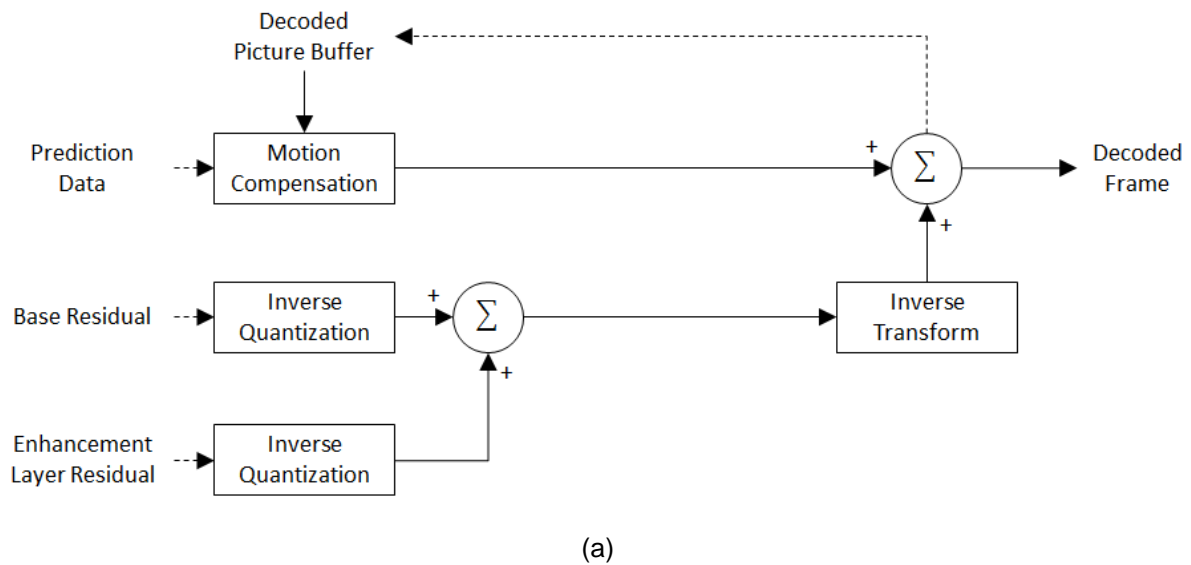 Decoded
Picture Buffer
Prediction
Data
Motion
Compensation
+
∑
Decoded
Frame
+
Base Residual
Inverse
Quantization
+
∑
Inverse
Transform
+
Enhancement
Layer Residual
Inverse
Quantization
(a)